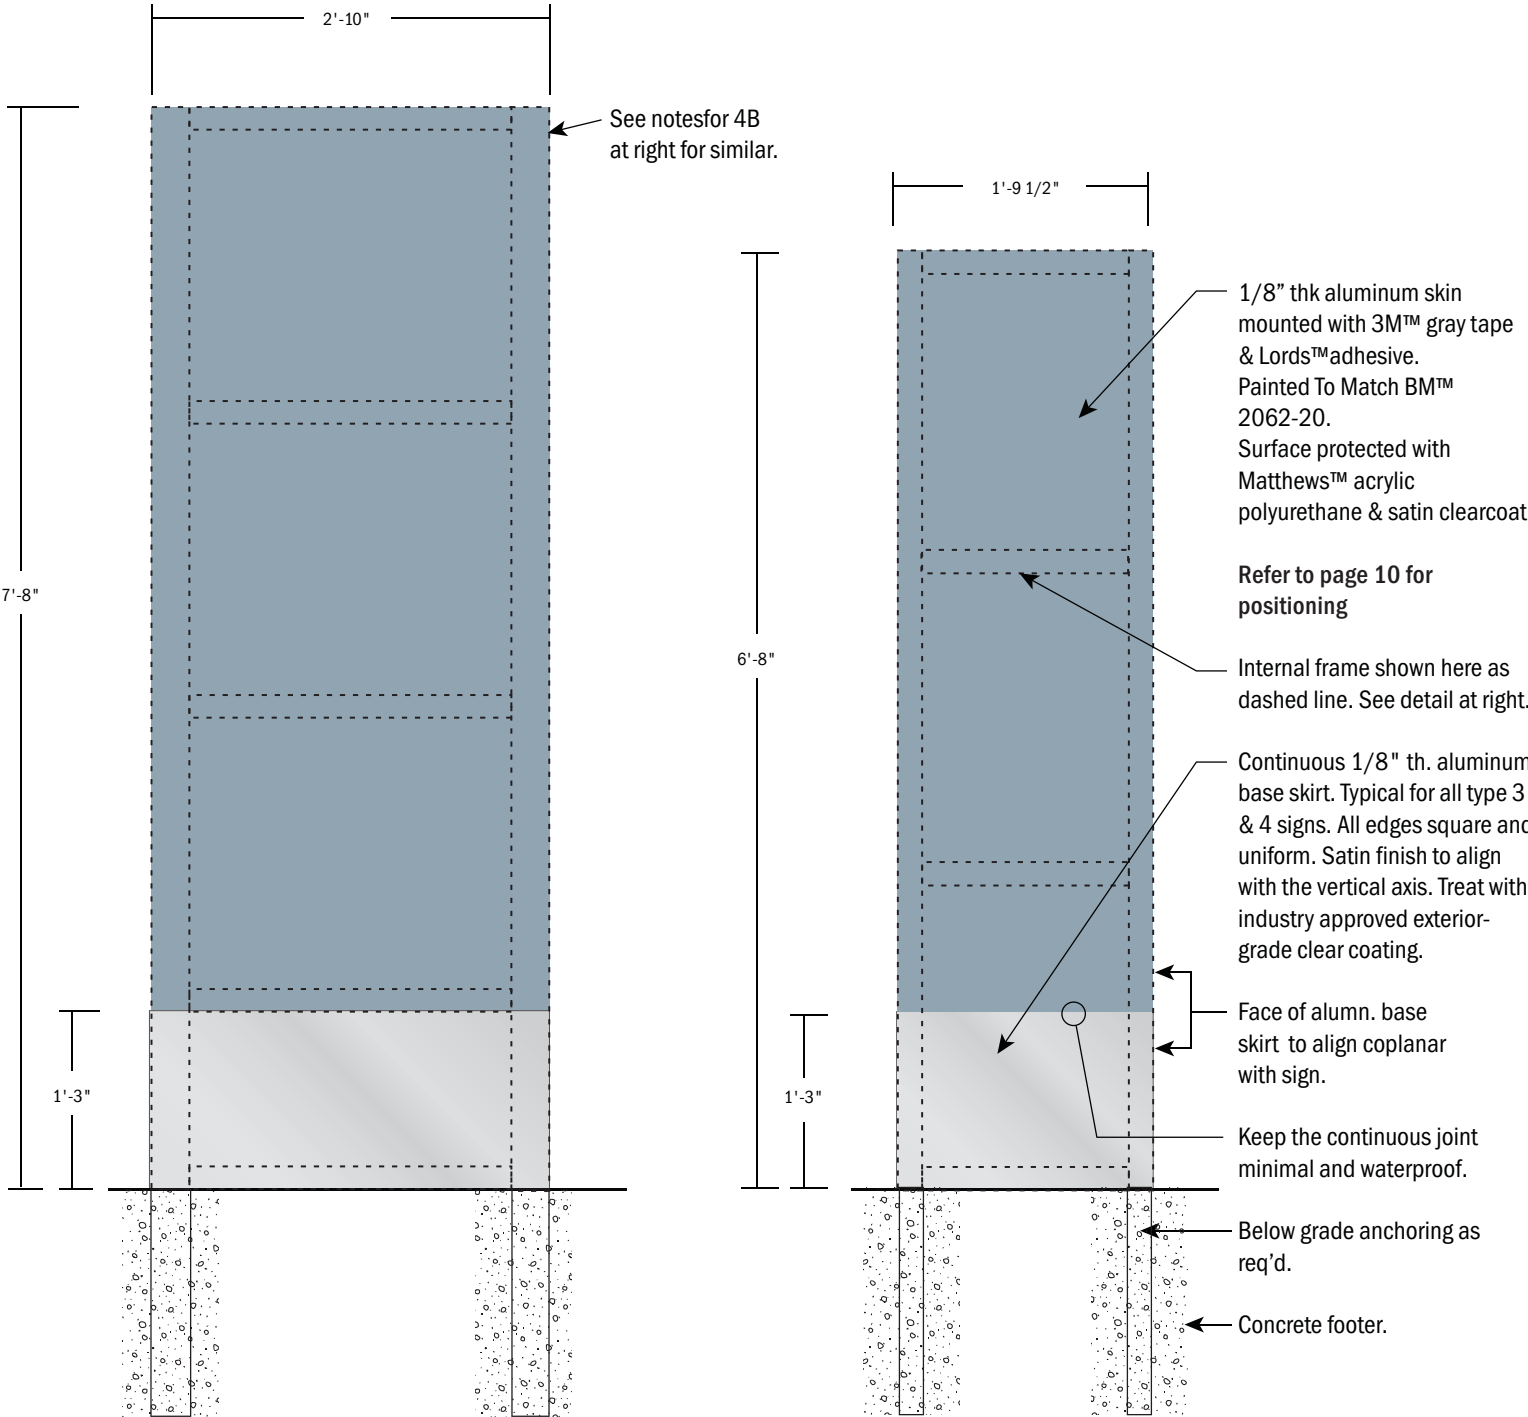 2'-10"
See notesfor 4B
at right for similar.
7'-8"
1'-3"
1'-9 1/2"
6'-8"
1'-3"
1/8” thk aluminum skin
mounted with 3M™ gray tape
& Lords™adhesive.
Painted To Match BM™
2062-20.
Surface protected with
Matthews™ acrylic
polyurethane & satin clearcoat
Refer to page 10 for
positioning
Internal frame shown here as
dashed line. See detail at right.
Continuous 1/8" th. aluminum
base skirt. Typical for all type 3
& 4 signs. All edges square and
uniform. Satin finish to align
with the vertical axis. Treat with
industry approved exterior-
grade clear coating.
Face of alumn. base
skirt to align coplanar
with sign.
Keep the continuous joint
minimal and waterproof.
Below grade anchoring as
req’d.
Concrete footer.